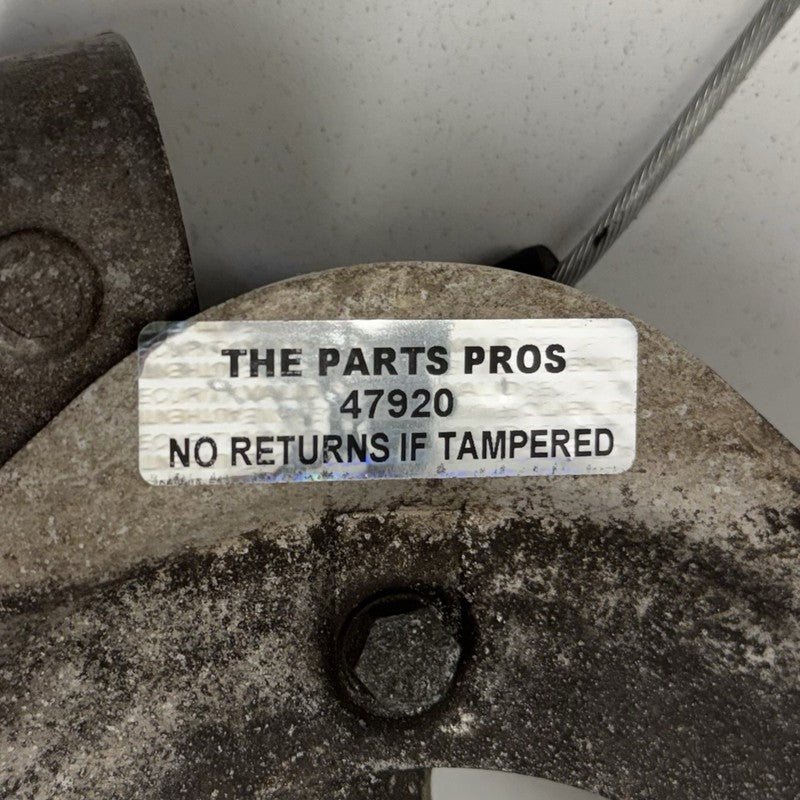 THE PARTS PROS
47920
NO RETURNS IF TAMPERED